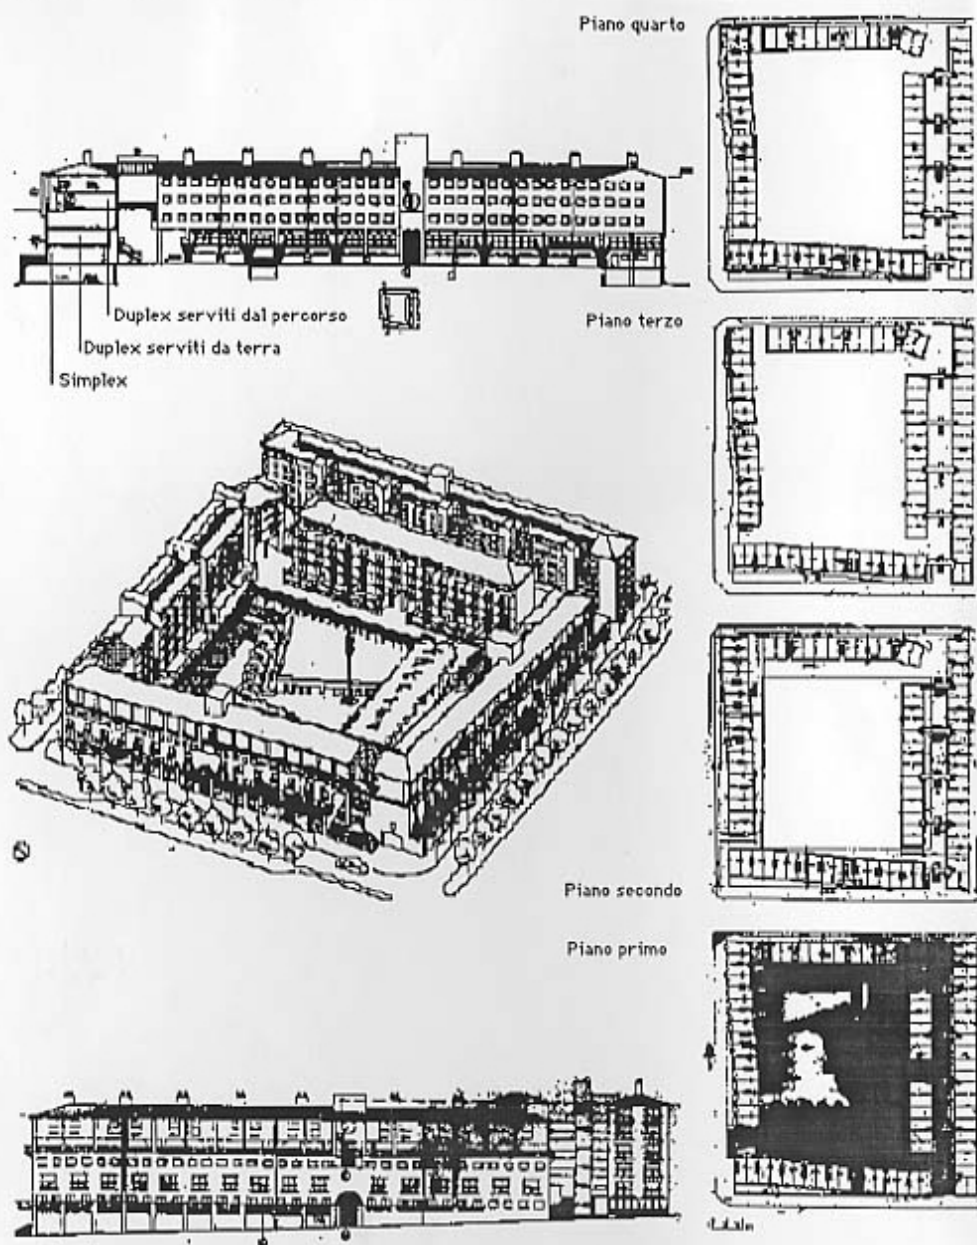 Piano quarto
Duplex serviti dal percorso
Duplex serviti da terra
Simplex
Piano terzo
Piano secondo
Piano primo